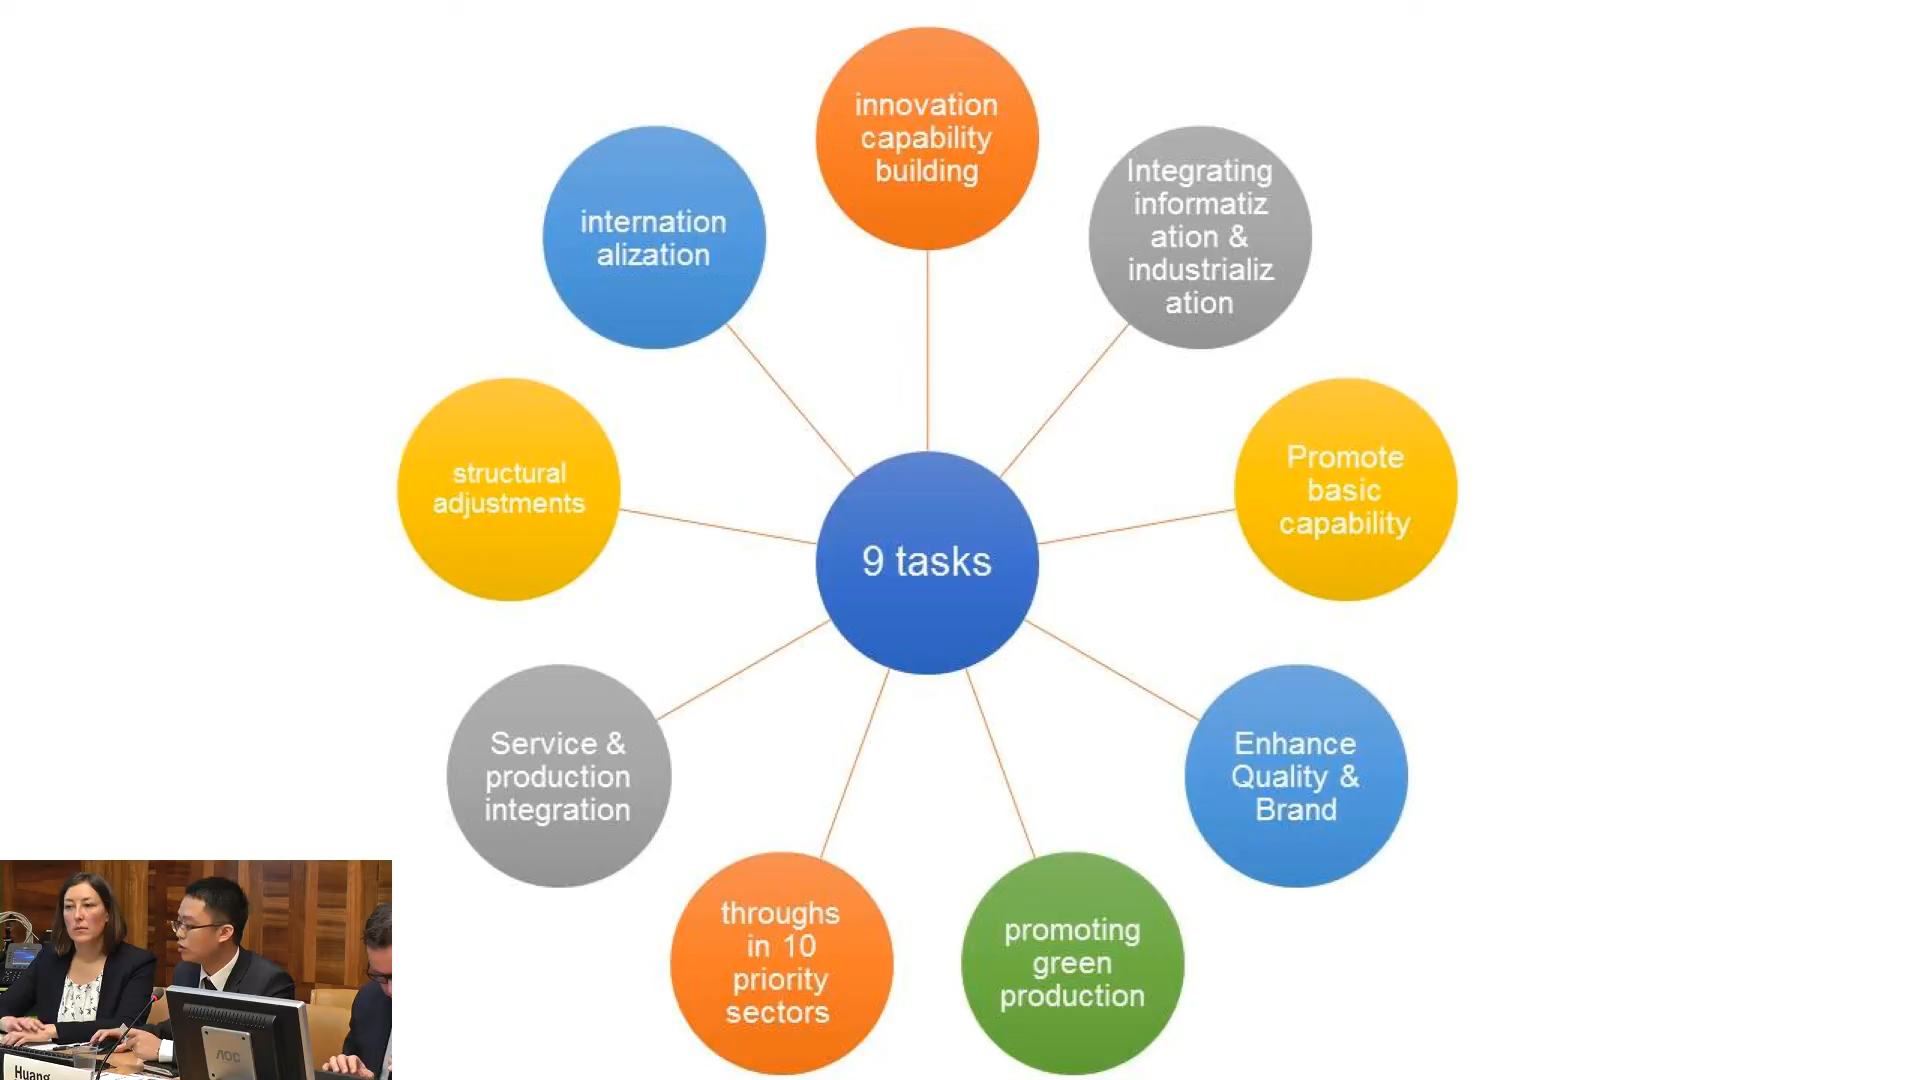 innovation
capability
building
Integrating
informatiz
ation &
industrializ
ation
Promote
basic
capability
Enhance
Quality &
Brand
promoting
green
production
throughs
in 10
priority
sectors
Service &
production
integration
structural
adjustments
internation
alization
9 tasks
AOC
Huang